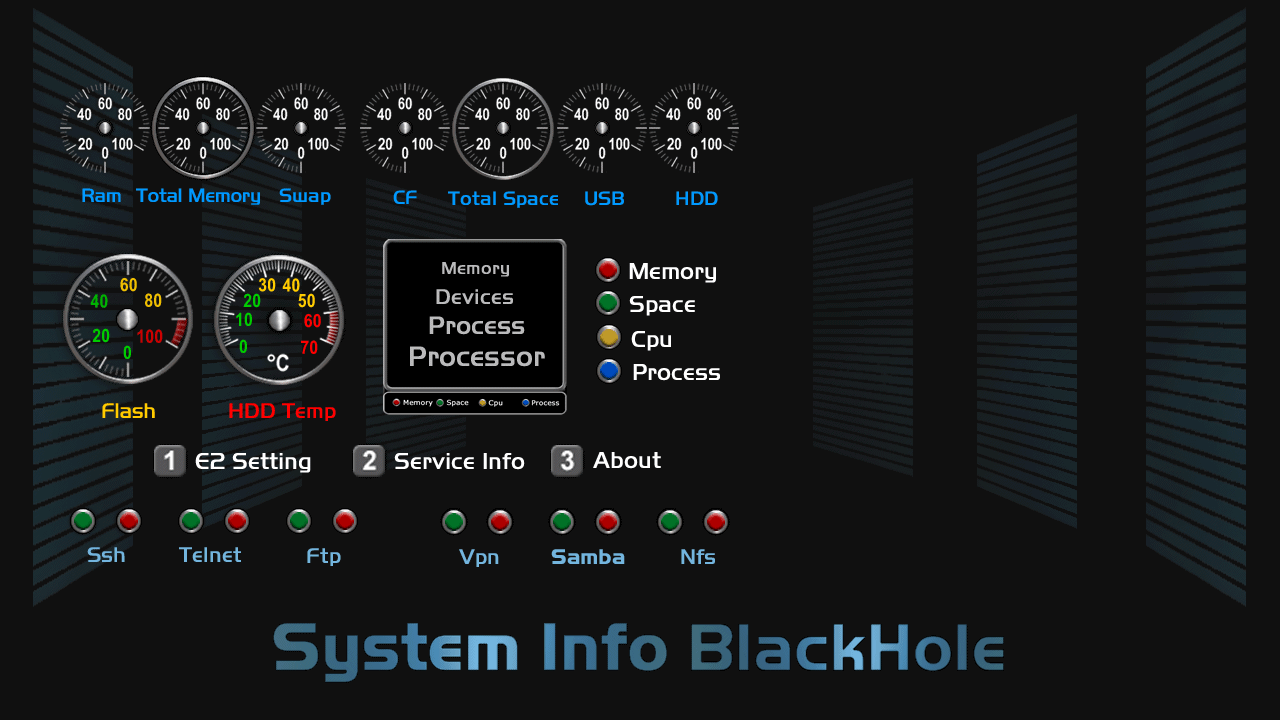 60 60 60 60 60 60 60
40 80 40 80 40 80 40 80 40 80 40 80 40 80
20 100 20 100 20 100 20 100 20 100 20 100 20 100
0 0 0 0 0 0 0
Ram Total Memory Swap CF Total Space USB HDD
60
40 80
20 100
0
Flash
30 40
20 50
10 60
0 70
°C
HDD Temp
Memory
Devices
Process
Processor
Memory Space Cpu Process
Memory
Space
Cpu
Process
1 E2 Setting 2 Service Info 3 About
Ssh Telnet Ftp Vpn Samba Nfs
System Info BlackHole